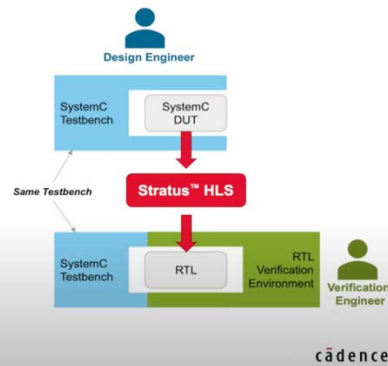 Design Engineer
SystemC
Testbench
SystemC
DUT
Same Testbench
Stratus™ HLS
SystemC
Testbench
RTL
RTL
Verification
Environment
Verification
Engineer
cādence